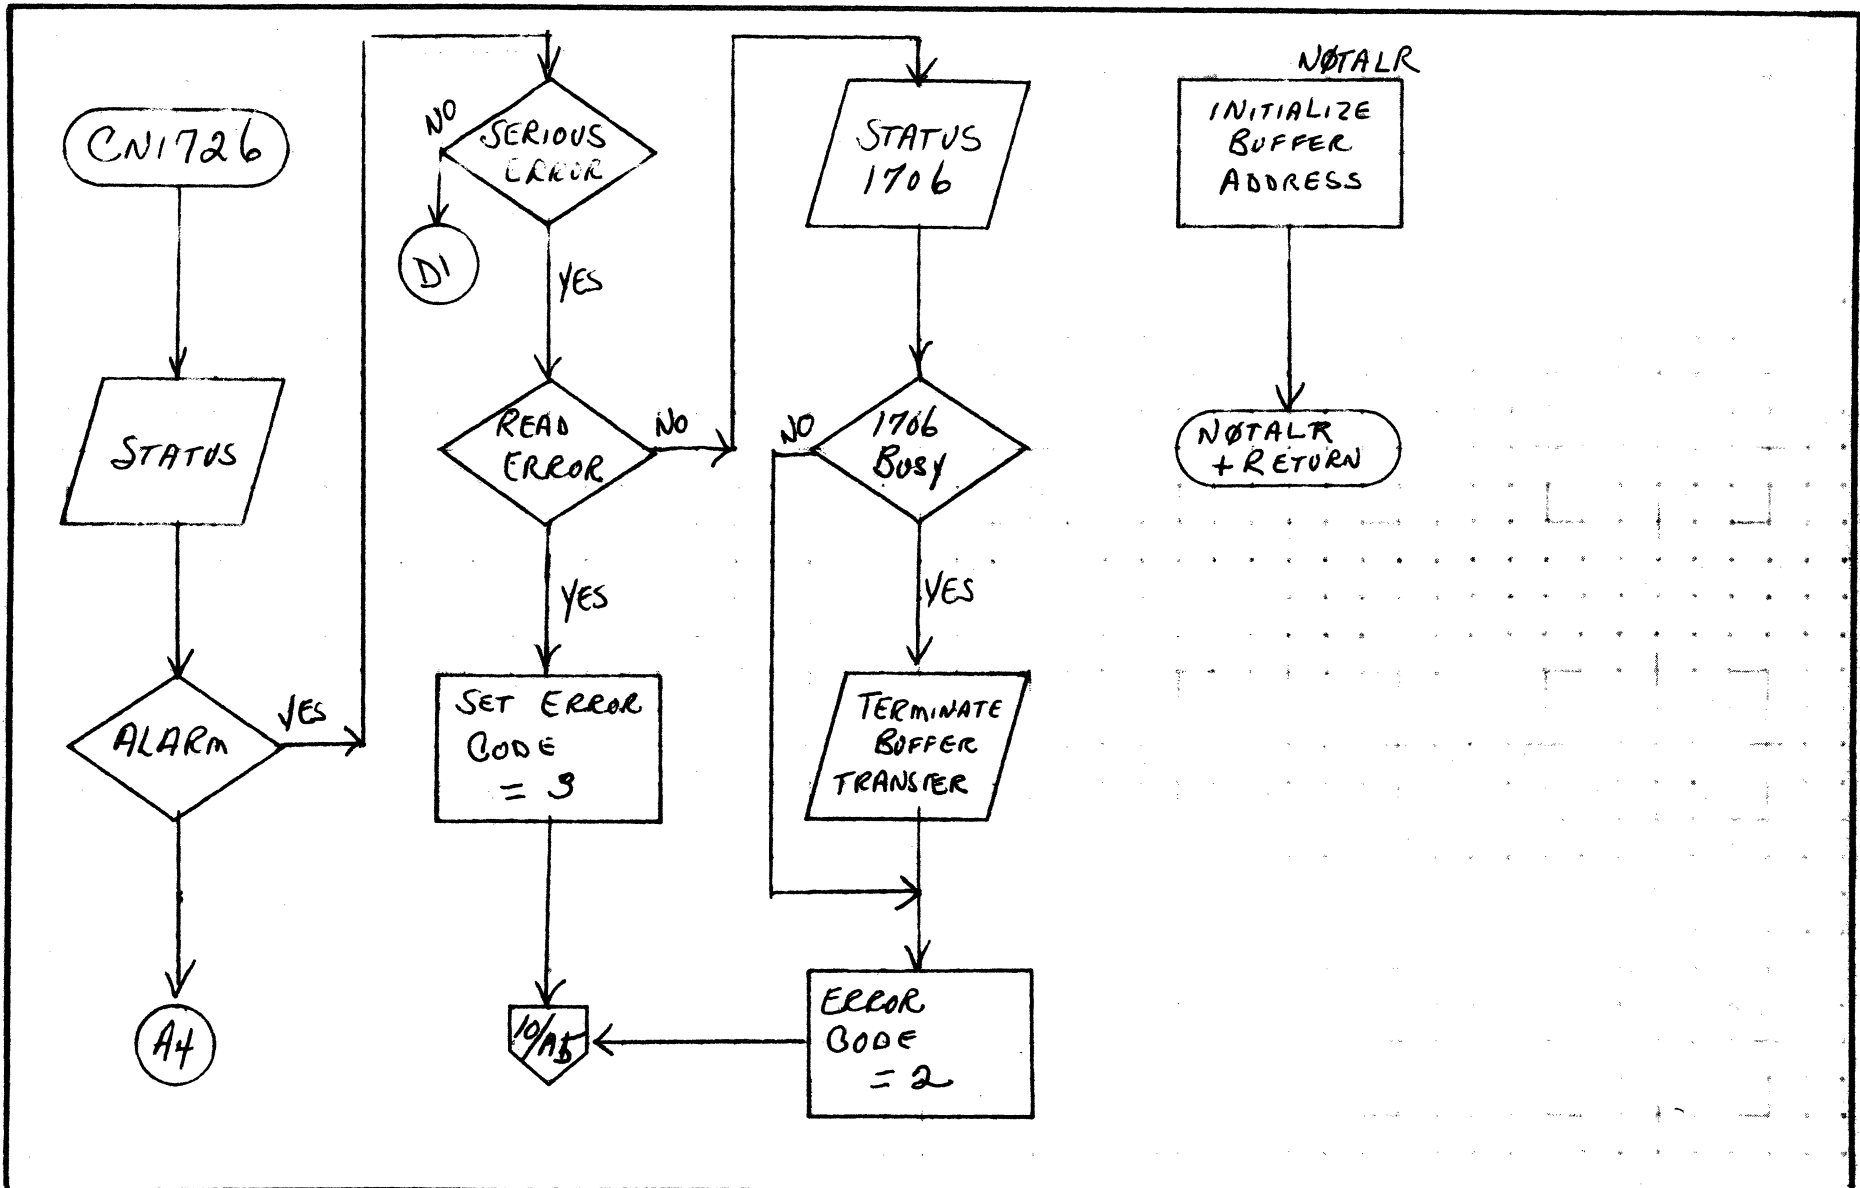 CN1726
STATUS
ALARM
YES
A4
NO
SERIOUS
ERROR
D1
YES
READ
ERROR
NO
YES
SET ERROR
CODE
= 3
10/A5
STATUS
1706
NO
1706
BUSY
YES
TERMINATE
BUFFER
TRANSFER
ERROR
CODE
= 2
NØTALR
INITIALIZE
BUFFER
ADDRESS
NØTALR
+ RETURN